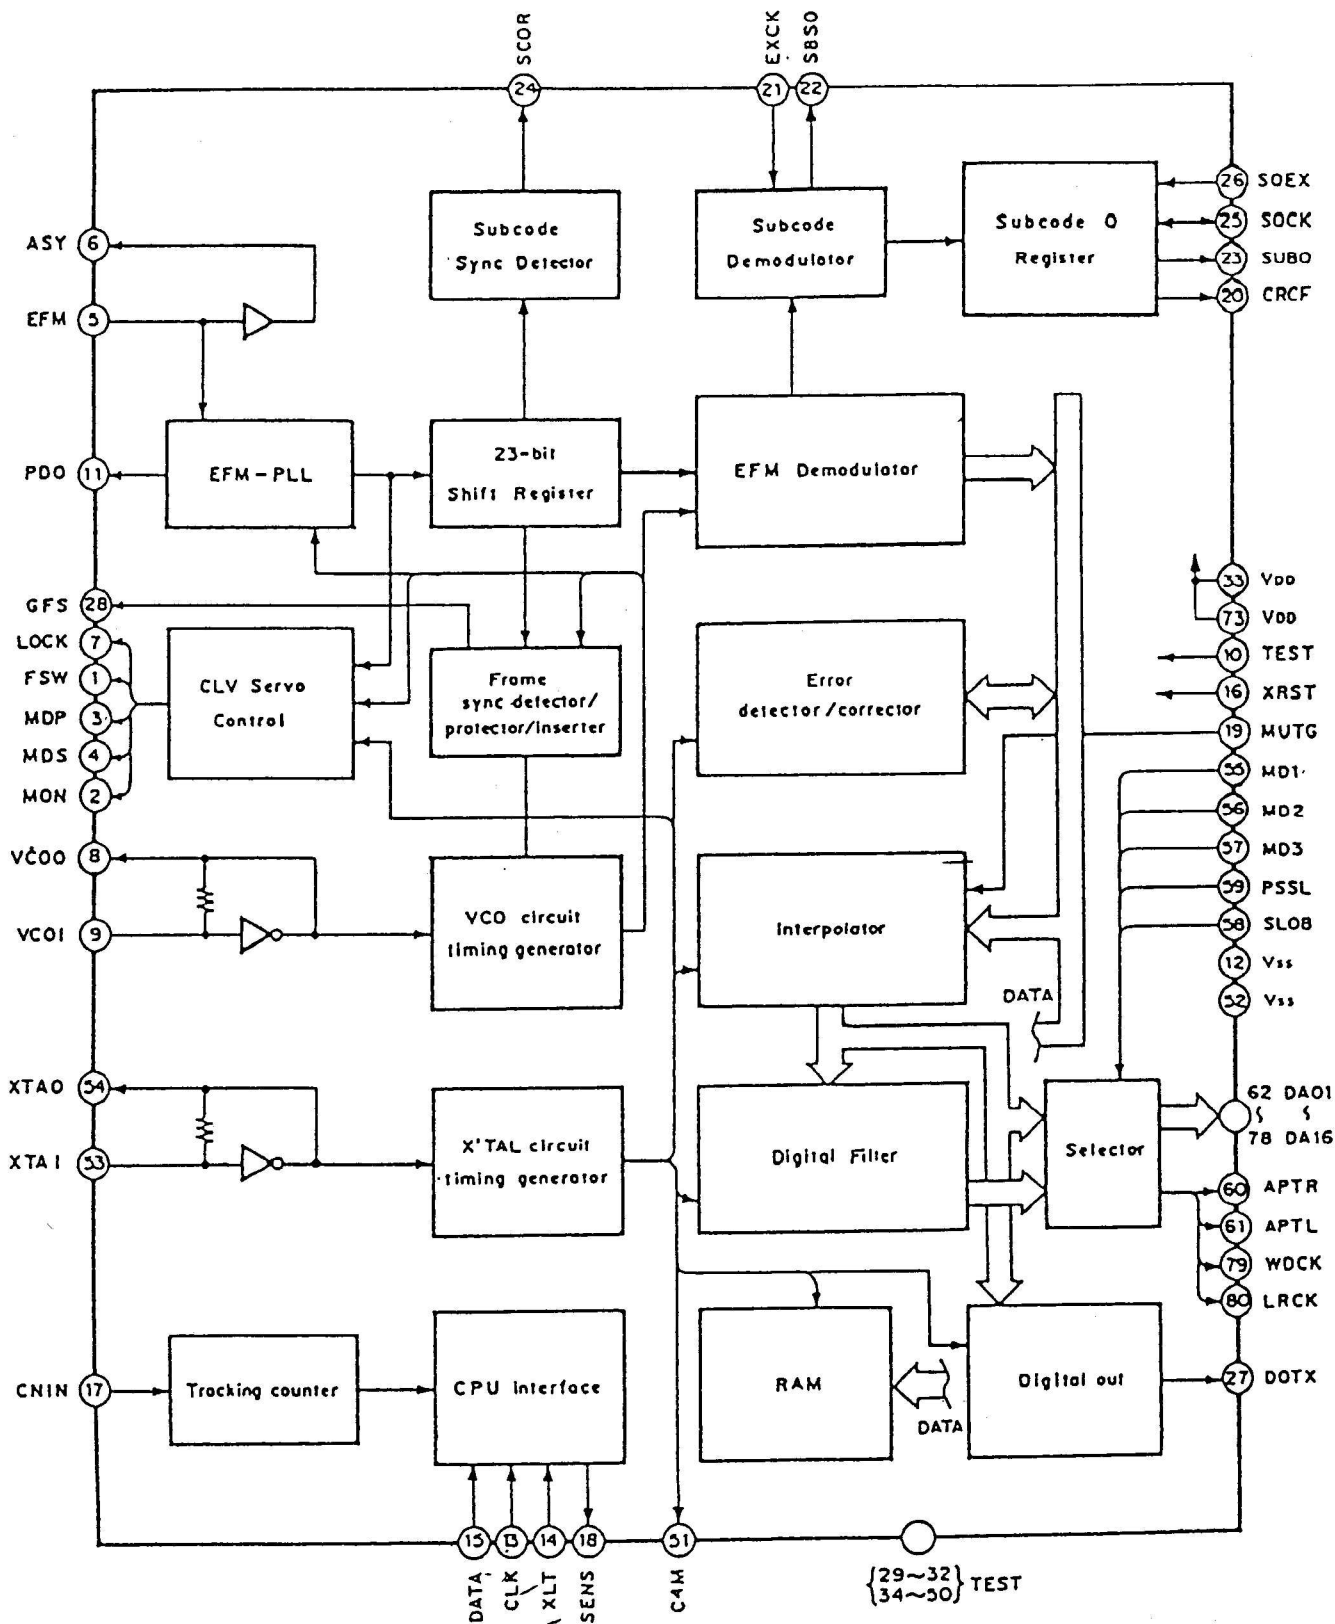 SCOR
EXCK
SBSO
24
21
22
Subcode
Sync Detector
Subcode
Demodulator
Subcode Q
Register
26 SOEX
25 SOCK
23 SUBO
20 CRCF
ASY 6
EFM 5
PDO 11
EFM-PLL
23-bit
Shift Register
EFM Demodulator
GFS 28
LOCK 7
FSW 1
MDP 3
MDS 4
MON 2
CLV Servo
Control
Frame
sync detector/
protector/inserter
Error
detector/corrector
33 VDD
73 VDD
10 TEST
16 XRST
19 MUTG
55 MD1
56 MD2
57 MD3
59 PSSL
58 SLOB
12 Vss
52 Vss
VCOO 8
VCOI 9
VCO circuit
timing generator
Interpolator
DATA
XTAO 54
XTAI 53
X'TAL circuit
timing generator
Digital Filter
Selector
62 DAO1
78 DA16
60 APTR
61 APTL
79 WDCK
80 LRCK
CNIN 17
Tracking counter
CPU interface
RAM
DATA
Digital out
27 DOTX
15
13
14
18
51
DATA
CLK
XLT
SENS
C4M
{29~32
34~50} TEST